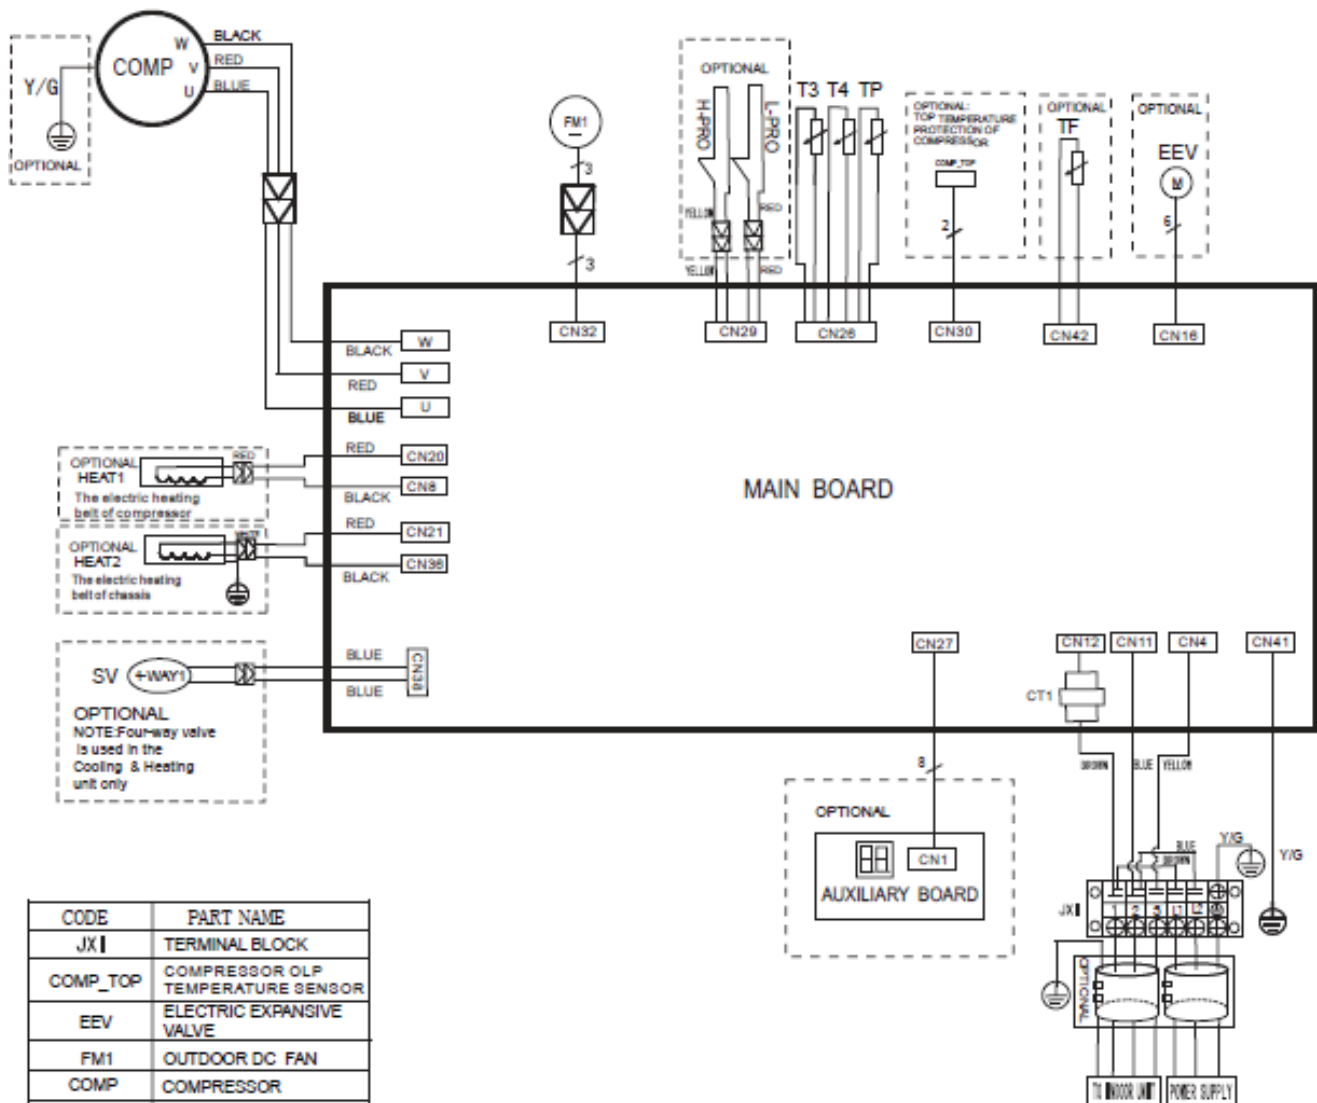 BLACK
RED
BLUE
W
V
U
COMP
Y/G
OPTIONAL
FM1
3
3
OPTIONAL
H-PRO
L-PRO
YELLOW
RED
YELLOW
RED
T3 T4 TP
OPTIONAL:
TOP TEMPERATURE
PROTECTION OF
COMPRESSOR
COMP_TOP
2
OPTIONAL
TF
OPTIONAL
EEV
M
6
CN32
CN29
CN26
CN30
CN42
CN16
BLACK
W
RED
V
BLUE
U
OPTIONAL
HEAT1
The electric heating
belt of compressor
RED
RED
CN20
BLACK
CN8
OPTIONAL
HEAT2
The electric heating
belt of chassis
RED
CN21
BLACK
CN36
MAIN BOARD
SV
4-WAY1
BLUE
BLUE
CN38
OPTIONAL
NOTE:Four-way valve
is used in the
Cooling & Heating
unit only
CN27
CN12
CN11
CN4
CN41
CT1
8
BROWN
BLUE
YELLOW
OPTIONAL
CN1
AUXILIARY BOARD
BLUE
BROWN
Y/G
Y/G
JX1
1 2 S L1 L2
OPTIONAL
TO INDOOR UNIT
POWER SUPPLY
CODE PART NAME
JX1 TERMINAL BLOCK
COMP_TOP COMPRESSOR OLP
TEMPERATURE SENSOR
EEV ELECTRIC EXPANSIVE
VALVE
FM1 OUTDOOR DC FAN
COMP COMPRESSOR